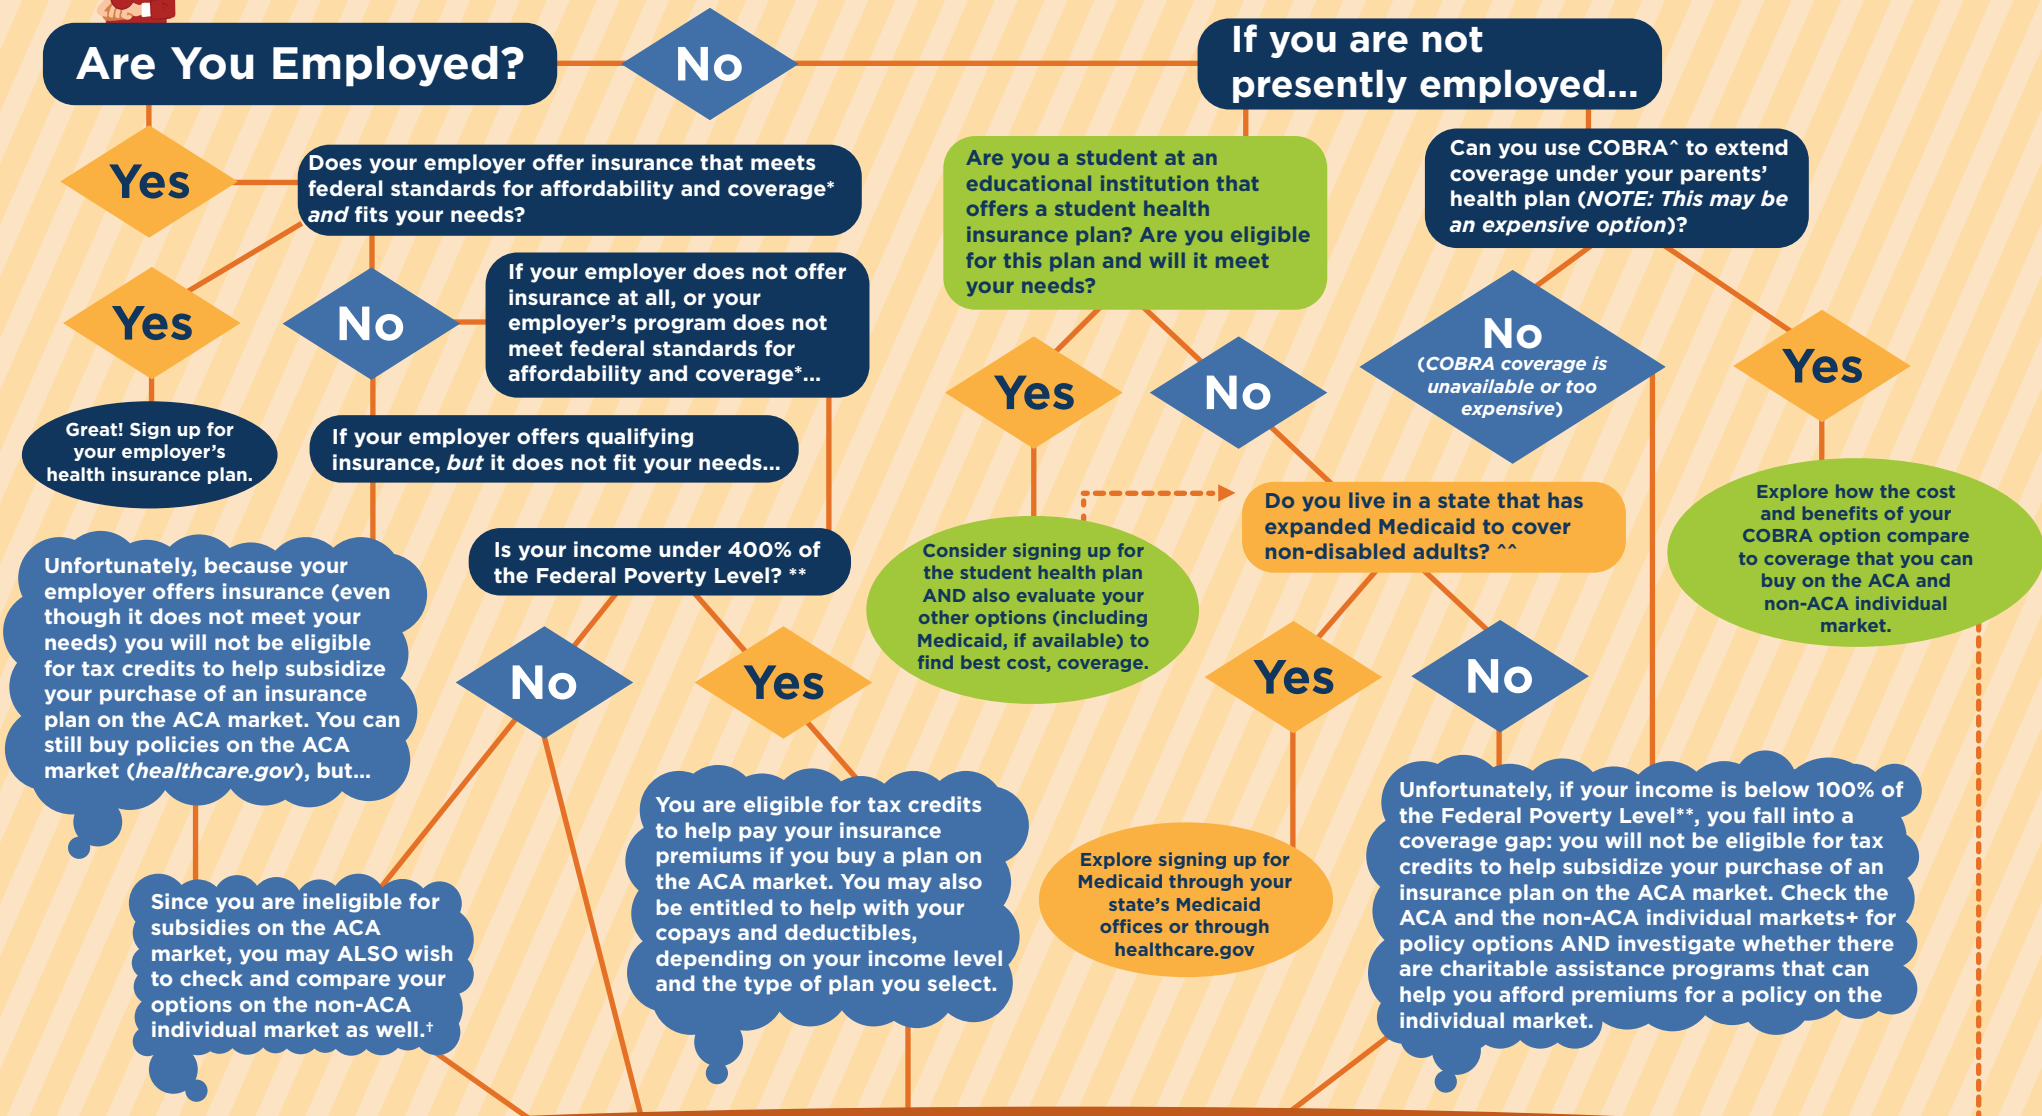 Are You Employed?
No
If you are not
presently employed...
Yes
Does your employer offer insurance that meets
federal standards for affordability and coverage*
and fits your needs?
Yes
No
If your employer does not offer
insurance at all, or your
employer's program does not
meet federal standards for
affordability and coverage*...
Great! Sign up for
your employer's
health insurance plan.
If your employer offers qualifying
insurance, but it does not fit your needs...
Unfortunately, because your
employer offers insurance (even
though it does not meet your
needs) you will not be eligible
for tax credits to help subsidize
your purchase of an insurance
plan on the ACA market. You can
still buy policies on the ACA
market (healthcare.gov), but...
Is your income under 400% of
the Federal Poverty Level? **
No
Yes
Since you are ineligible for
subsidies on the ACA
market, you may ALSO wish
to check and compare your
options on the non-ACA
individual market as well.†
You are eligible for tax credits
to help pay your insurance
premiums if you buy a plan on
the ACA market. You may also
be entitled to help with your
copays and deductibles,
depending on your income level
and the type of plan you select.
Are you a student at an
educational institution that
offers a student health
insurance plan? Are you eligible
for this plan and will it meet
your needs?
Yes
No
Consider signing up for
the student health plan
AND also evaluate your
other options (including
Medicaid, if available) to
find best cost, coverage.
Do you live in a state that has
expanded Medicaid to cover
non-disabled adults? ^^
Yes
No
Explore signing up for
Medicaid through your
state's Medicaid
offices or through
healthcare.gov
Can you use COBRA^ to extend
coverage under your parents'
health plan (NOTE: This may be
an expensive option)?
No
(COBRA coverage is
unavailable or too
expensive)
Yes
Explore how the cost
and benefits of your
COBRA option compare
to coverage that you can
buy on the ACA and
non-ACA individual
market.
Unfortunately, if your income is below 100% of
the Federal Poverty Level**, you fall into a
coverage gap: you will not be eligible for tax
credits to help subsidize your purchase of an
insurance plan on the ACA market. Check the
ACA and the non-ACA individual markets+ for
policy options AND investigate whether there
are charitable assistance programs that can
help you afford premiums for a policy on the
individual market.